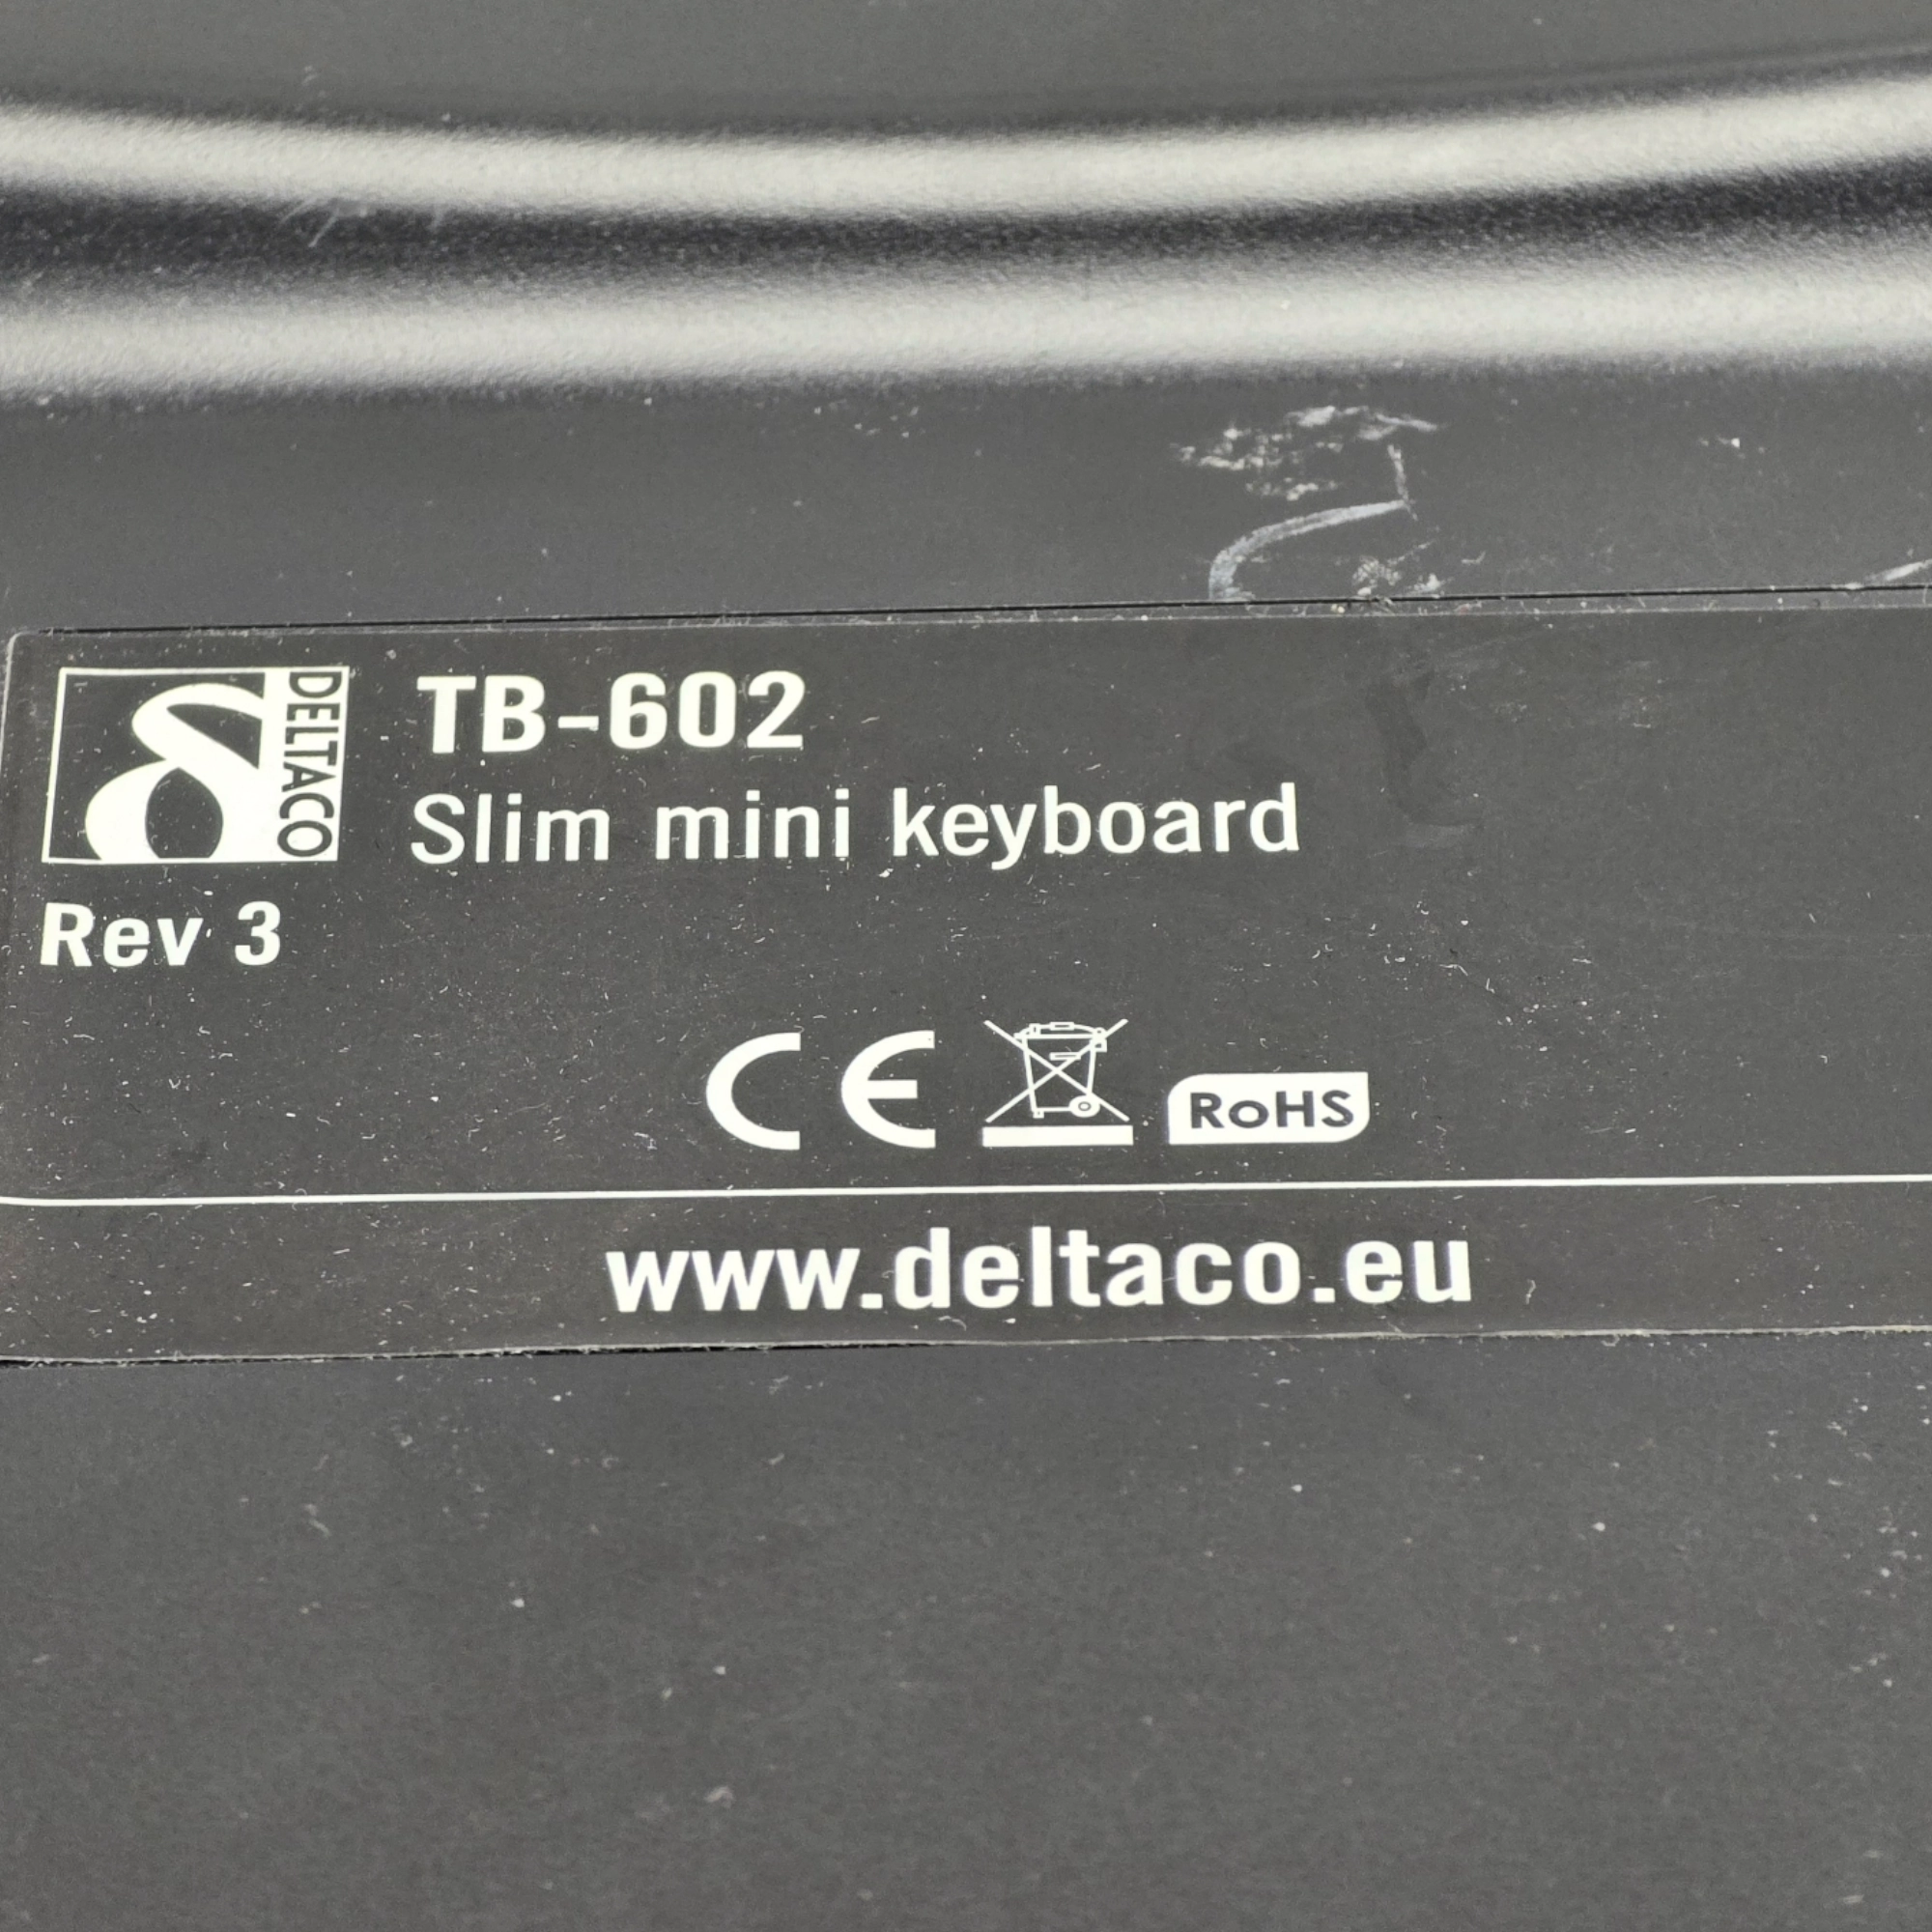 DELTACO
TB-602
Slim mini keyboard
Rev 3
CE
RoHS
www.deltaco.eu